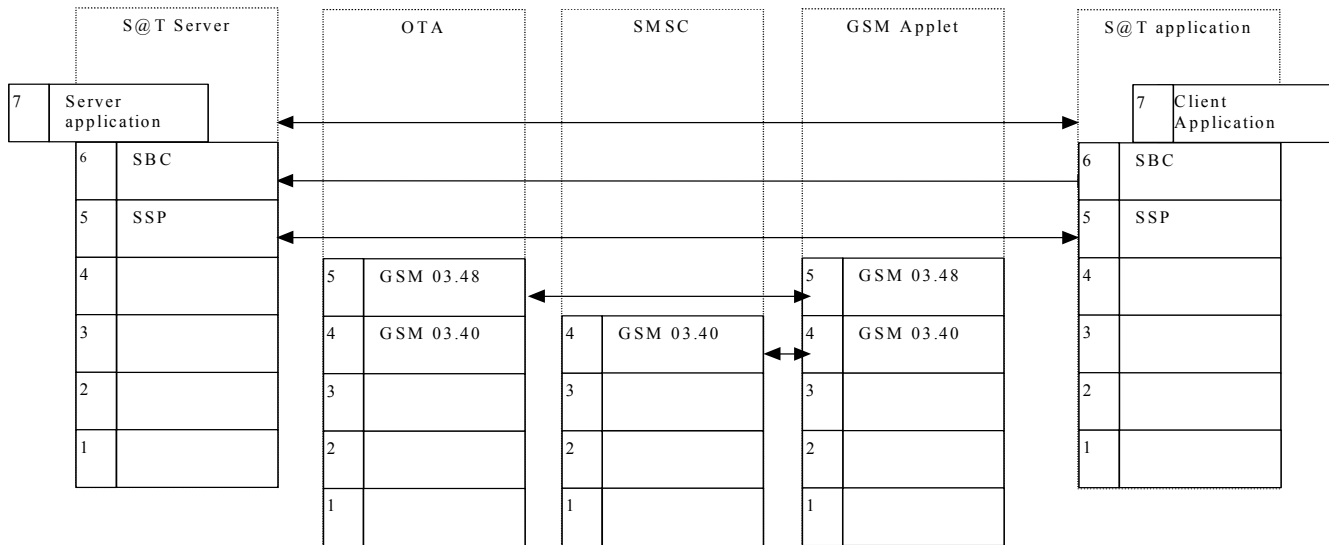 S@T Server
OTA
SMSC
GSM Applet
S@T application
7 Server application
7 Client Application
6 SBC
6 SBC
5 SSP
5 SSP
4
5 GSM 03.48
5 GSM 03.48
4
3
4 GSM 03.40
4 GSM 03.40
4 GSM 03.40
3
2
3
3
3
2
1
2
2
2
1
1
1
1